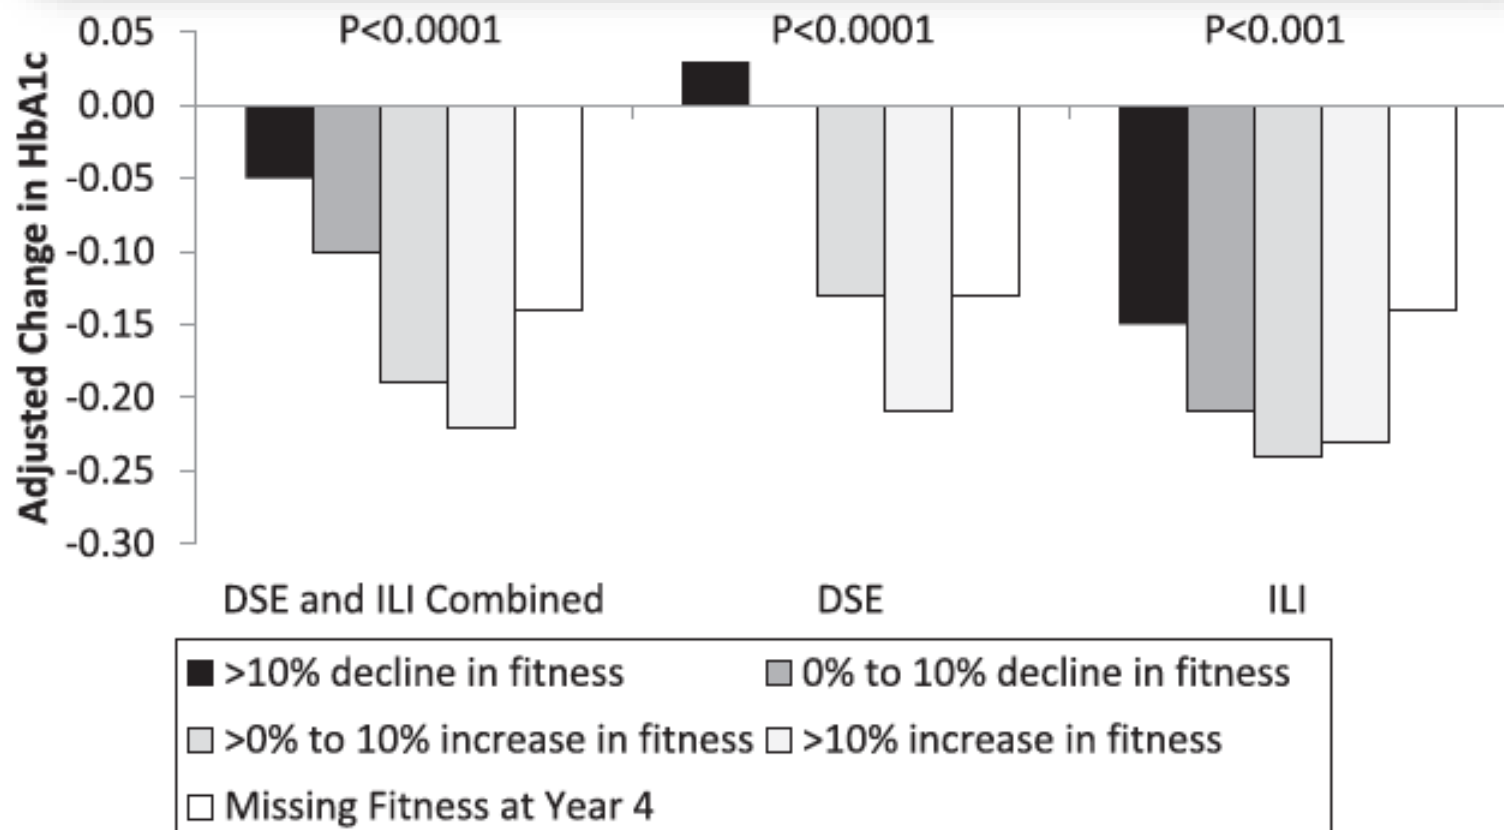 P<0.0001 P<0.0001 P<0.001
Adjusted Change in HbA1c
0.05
0.00
-0.05
-0.10
-0.15
-0.20
-0.25
-0.30
DSE and ILI Combined DSE ILI
>10% decline in fitness 0% to 10% decline in fitness
>0% to 10% increase in fitness >10% increase in fitness
Missing Fitness at Year 4